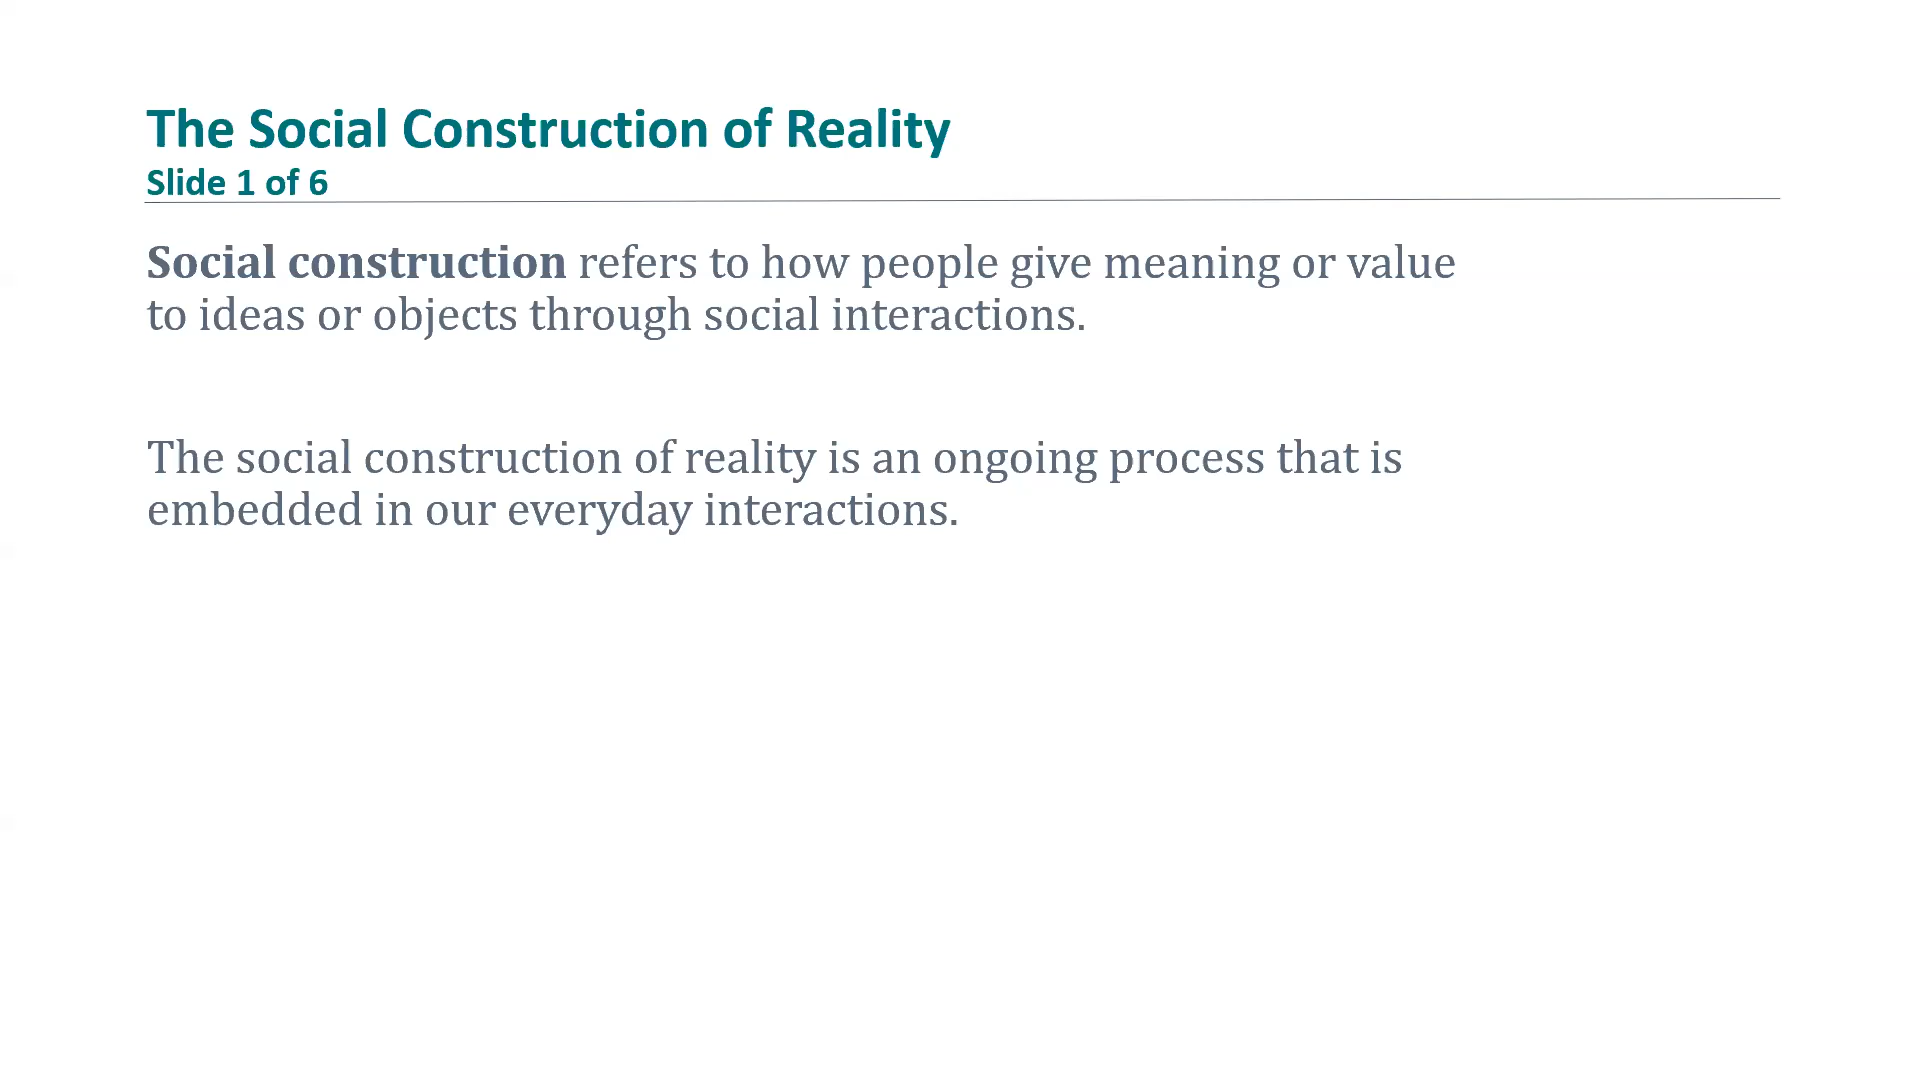 The Social Construction of Reality
Slide 1 of 6
Social construction refers to how people give meaning or value
to ideas or objects through social interactions.
The social construction of reality is an ongoing process that is
embedded in our everyday interactions.